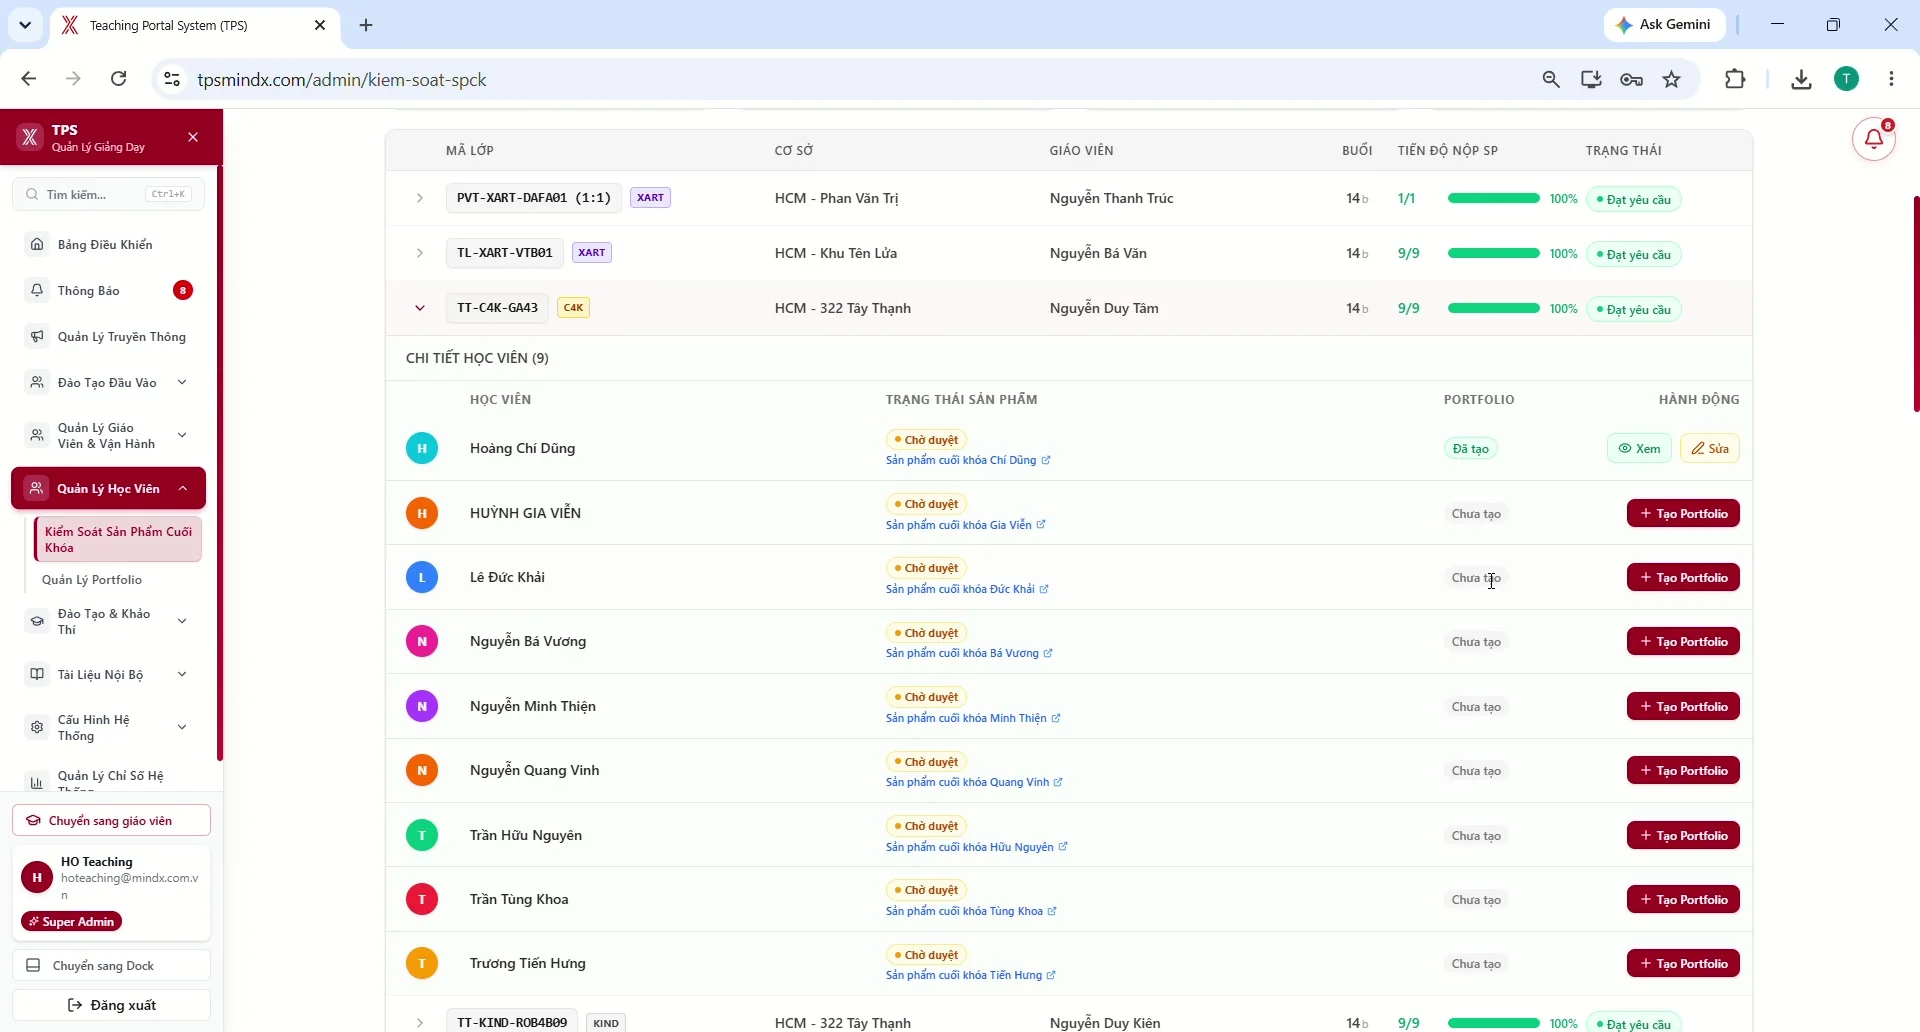 Teaching Portal System (TPS)
Ask Gemini
tpsmindx.com/admin/kiem-soat-spck
T
TPS
Quản Lý Giảng Dạy
Tìm kiếm...
Ctrl+K
Bảng Điều Khiển
Thông Báo
8
Quản Lý Truyền Thông
Đào Tạo Đầu Vào
Quản Lý Giáo
Viên & Vận Hành
Quản Lý Học Viên
Kiểm Soát Sản Phẩm Cuối
Khóa
Quản Lý Portfolio
Đào Tạo & Khảo
Thí
Tài Liệu Nội Bộ
Cấu Hình Hệ
Thống
Quản Lý Chỉ Số Hệ
Thống
Chuyển sang giáo viên
H
HO Teaching
hoteaching@mindx.com.v
n
Super Admin
Chuyển sang Dock
Đăng xuất
8
MÃ LỚP CƠ SỞ GIÁO VIÊN BUỔI TIẾN ĐỘ NỘP SP TRẠNG THÁI
PVT-XART-DAFA01 (1:1) XART HCM - Phan Văn Trị Nguyễn Thanh Trúc 14b 1/1 100% Đạt yêu cầu
TL-XART-VTB01 XART HCM - Khu Tên Lửa Nguyễn Bá Văn 14b 9/9 100% Đạt yêu cầu
TT-C4K-GA43 C4K HCM - 322 Tây Thạnh Nguyễn Duy Tâm 14b 9/9 100% Đạt yêu cầu
CHI TIẾT HỌC VIÊN (9)
HỌC VIÊN TRẠNG THÁI SẢN PHẨM PORTFOLIO HÀNH ĐỘNG
H Hoàng Chí Dũng Chờ duyệt Đã tạo Xem Sửa
Sản phẩm cuối khóa Chí Dũng
H HUỲNH GIA VIỄN Chờ duyệt Chưa tạo + Tạo Portfolio
Sản phẩm cuối khóa Gia Viễn
L Lê Đức Khải Chờ duyệt Chưa tạo + Tạo Portfolio
Sản phẩm cuối khóa Đức Khải
N Nguyễn Bá Vương Chờ duyệt Chưa tạo + Tạo Portfolio
Sản phẩm cuối khóa Bá Vương
N Nguyễn Minh Thiện Chờ duyệt Chưa tạo + Tạo Portfolio
Sản phẩm cuối khóa Minh Thiện
N Nguyễn Quang Vinh Chờ duyệt Chưa tạo + Tạo Portfolio
Sản phẩm cuối khóa Quang Vinh
T Trần Hữu Nguyên Chờ duyệt Chưa tạo + Tạo Portfolio
Sản phẩm cuối khóa Hữu Nguyên
T Trần Tùng Khoa Chờ duyệt Chưa tạo + Tạo Portfolio
Sản phẩm cuối khóa Tùng Khoa
T Trương Tiến Hưng Chờ duyệt Chưa tạo + Tạo Portfolio
Sản phẩm cuối khóa Tiến Hưng
TT-KIND-ROB4B09 KIND HCM - 322 Tây Thạnh Nguyễn Duy Kiên 14b 9/9 100% Đạt yêu cầu